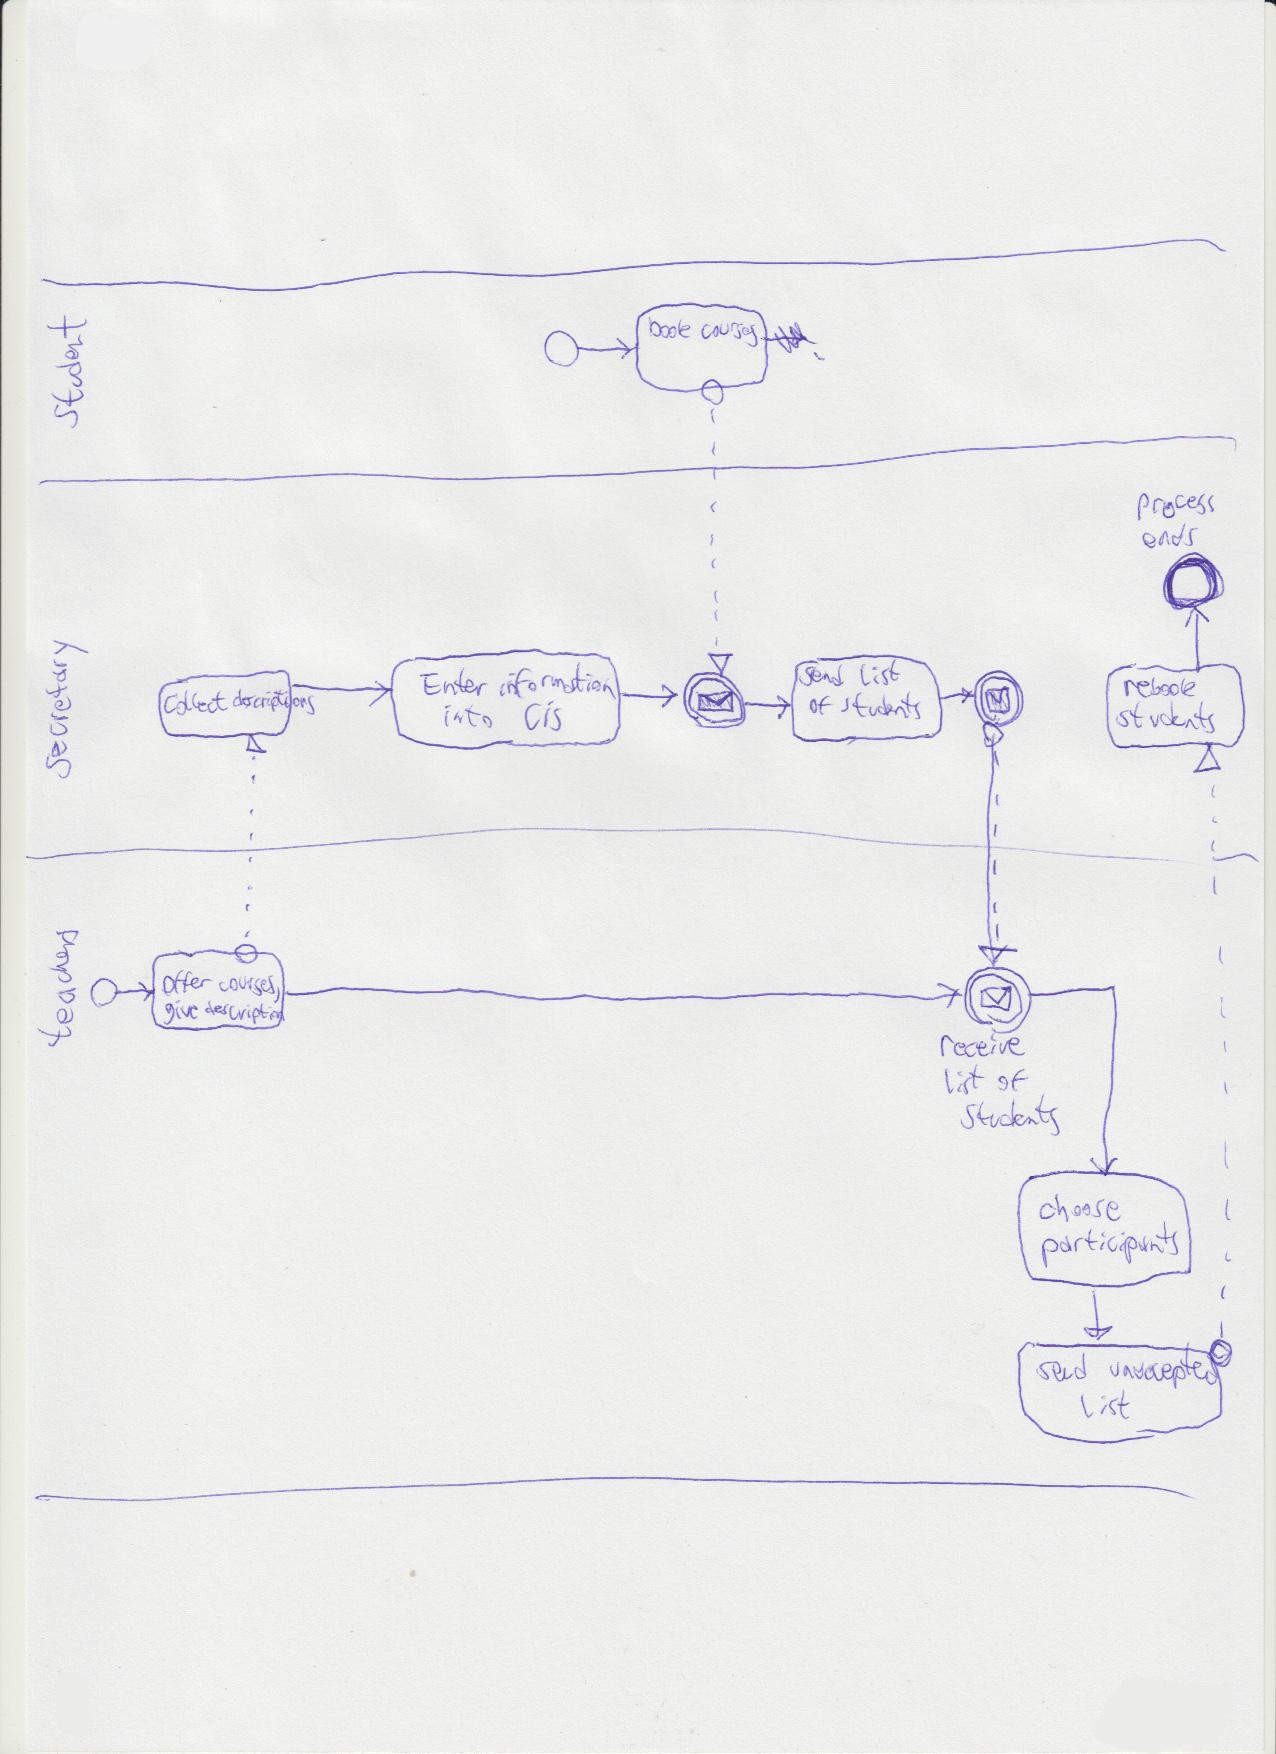 Student
book courses
process
ends
Secretary
Collect descriptions
Enter information
into Cis
send list
of students
rebook
students
teachers
offer courses,
give description
receive
list of
students
choose
participants
send unaccepted
list